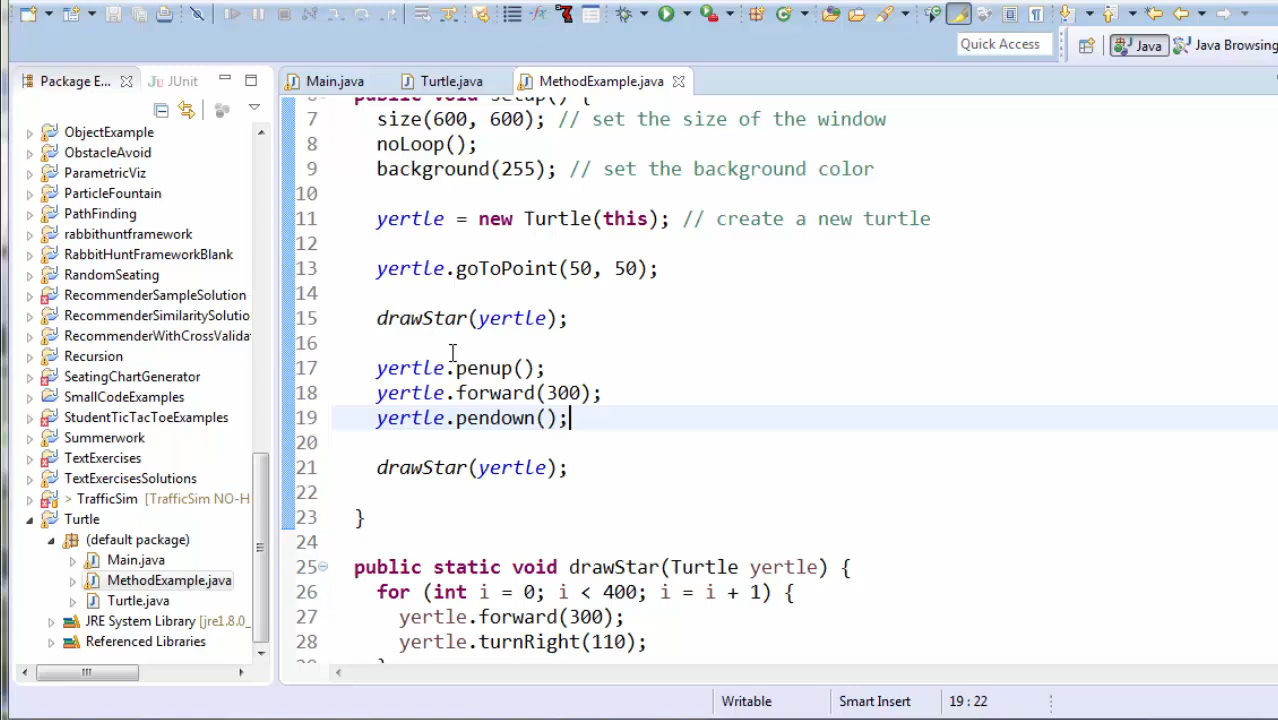 Quick Access
Java
Java Browsing
Package E...
JUnit
Main.java
Turtle.java
MethodExample.java
ObjectExample
ObstacleAvoid
ParametricViz
ParticleFountain
PathFinding
rabbithuntframework
RabbitHuntFrameworkBlank
RandomSeating
RecommenderSampleSolution
RecommenderSimilaritySolutio
RecommenderWithCrossValida
Recursion
SeatingChartGenerator
SmallCodeExamples
StudentTicTacToeExamples
Summerwork
TextExercises
TextExercisesSolutions
> TrafficSim [TrafficSim NO-H
Turtle
(default package)
Main.java
MethodExample.java
Turtle.java
JRE System Library [jre1.8.0_
Referenced Libraries
6 public void setup() {
7 size(600, 600); // set the size of the window
8 noLoop();
9 background(255); // set the background color
10
11 yertle = new Turtle(this); // create a new turtle
12
13 yertle.goToPoint(50, 50);
14
15 drawStar(yertle);
16
17 yertle.penup();
18 yertle.forward(300);
19 yertle.pendown();
20
21 drawStar(yertle);
22
23 }
24
25 public static void drawStar(Turtle yertle) {
26 for (int i = 0; i < 400; i = i + 1) {
27 yertle.forward(300);
28 yertle.turnRight(110);
29 }
Writable
Smart Insert
19 : 22